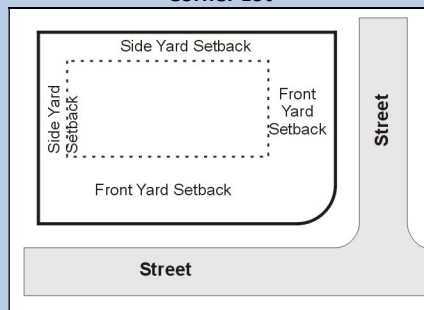 Side Yard Setback
Side Yard
Setback
Front
Yard
Setback
Street
Front Yard Setback
Street